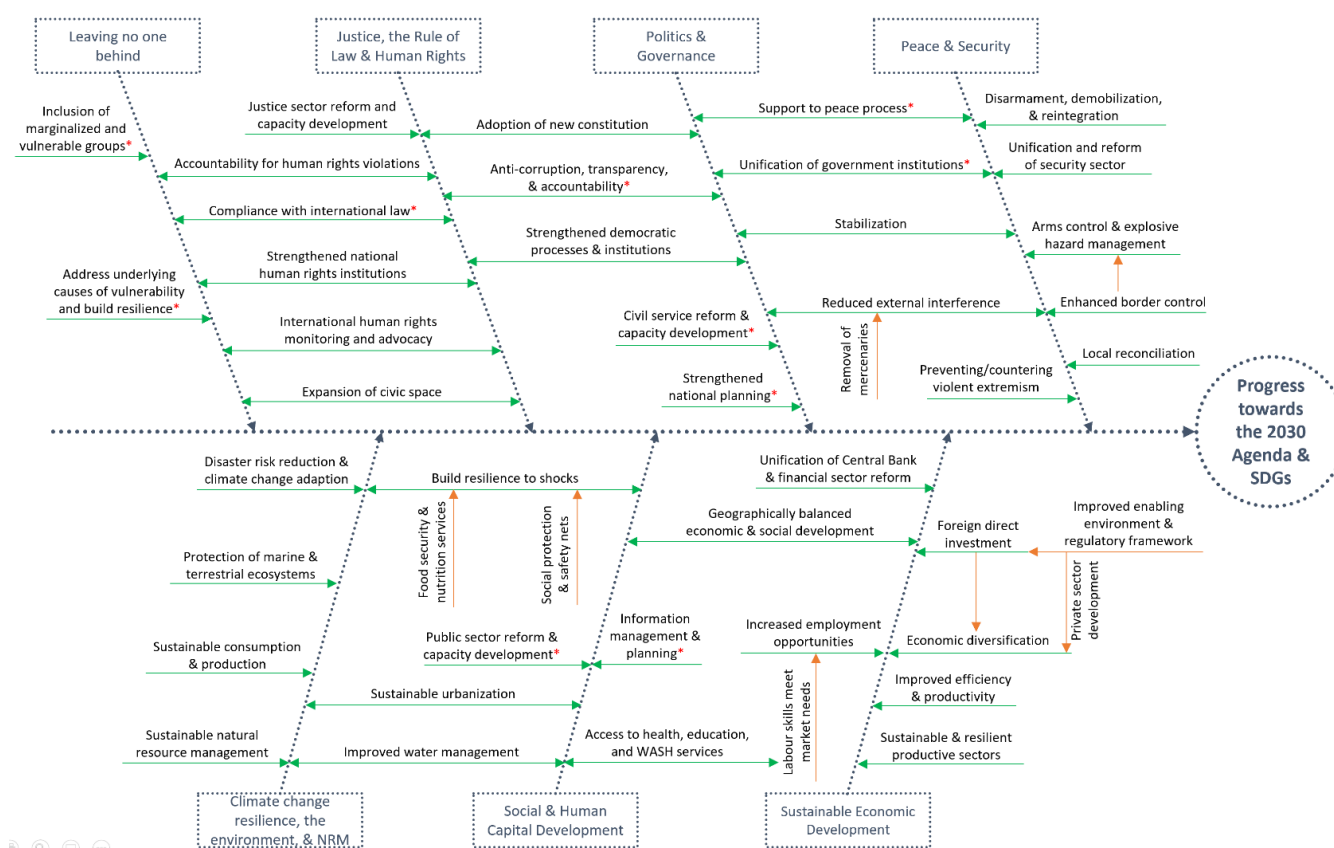 Leaving no one
behind
Justice, the Rule of
Law & Human Rights
Politics &
Governance
Peace & Security
Inclusion of
marginalized and
vulnerable groups*
Justice sector reform and
capacity development
Adoption of new constitution
Support to peace process*
Disarmament, demobilization,
& reintegration
Accountability for human rights violations
Anti-corruption, transparency,
& accountability*
Unification of government institutions*
Unification and reform
of security sector
Compliance with international law*
Strengthened democratic
processes & institutions
Stabilization
Arms control & explosive
hazard management
Strengthened national
human rights institutions
Address underlying
causes of vulnerability
and build resilience*
Civil service reform &
capacity development*
Reduced external interference
Enhanced border control
International human rights
monitoring and advocacy
Removal of
mercenaries
Local reconciliation
Strengthened
national planning*
Preventing/countering
violent extremism
Expansion of civic space
Progress
towards
the 2030
Agenda &
SDGs
Disaster risk reduction &
climate change adaption
Build resilience to shocks
Unification of Central Bank
& financial sector reform
Food security &
nutrition services
Social protection
& safety nets
Geographically balanced
economic & social development
Foreign direct
investment
Improved enabling
environment &
regulatory framework
Protection of marine &
terrestrial ecosystems
Private sector
development
Public sector reform &
capacity development*
Information
management &
planning*
Increased employment
opportunities
Economic diversification
Sustainable consumption
& production
Sustainable urbanization
Labour skills meet
market needs
Improved efficiency
& productivity
Sustainable natural
resource management
Improved water management
Access to health, education,
and WASH services
Sustainable & resilient
productive sectors
Climate change
resilience, the
environment, & NRM
Social & Human
Capital Development
Sustainable Economic
Development